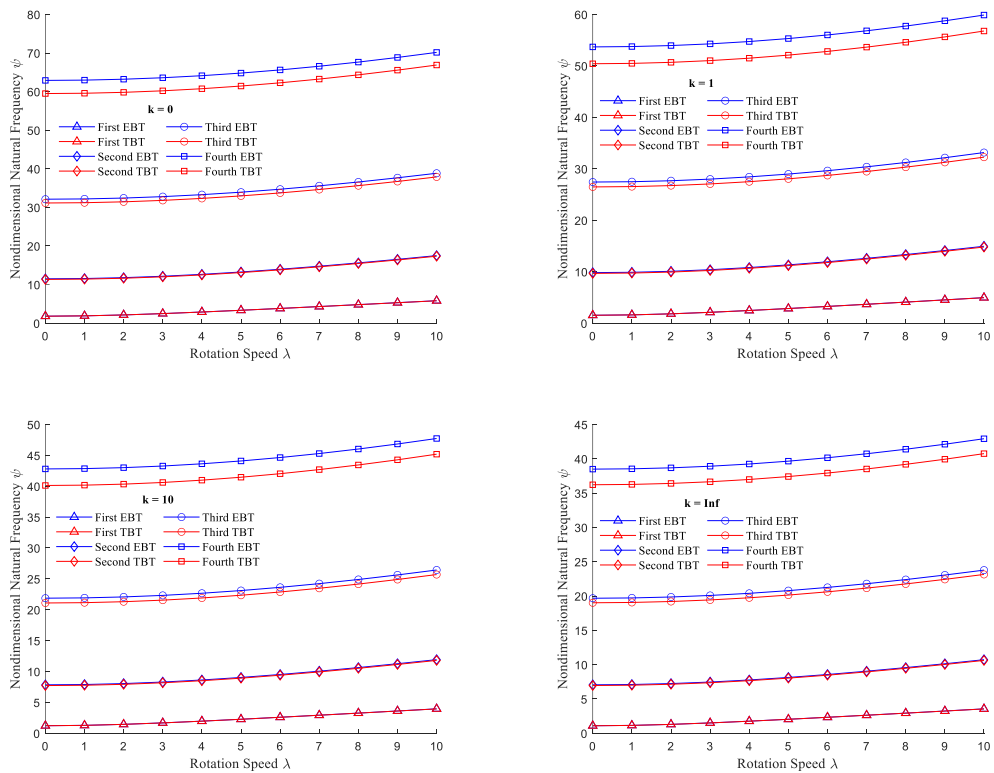 80
70
60
50
40
30
20
10
0
Nondimensional Natural Frequency ψ
k = 0
First EBT
First TBT
Second EBT
Second TBT
Third EBT
Third TBT
Fourth EBT
Fourth TBT
0 1 2 3 4 5 6 7 8 9 10
Rotation Speed λ
60
50
40
30
20
10
0
Nondimensional Natural Frequency ψ
k = 1
First EBT
First TBT
Second EBT
Second TBT
Third EBT
Third TBT
Fourth EBT
Fourth TBT
0 1 2 3 4 5 6 7 8 9 10
Rotation Speed λ
50
45
40
35
30
25
20
15
10
5
0
Nondimensional Natural Frequency ψ
k = 10
First EBT
First TBT
Second EBT
Second TBT
Third EBT
Third TBT
Fourth EBT
Fourth TBT
0 1 2 3 4 5 6 7 8 9 10
Rotation Speed λ
45
40
35
30
25
20
15
10
5
0
Nondimensional Natural Frequency ψ
k = Inf
First EBT
First TBT
Second EBT
Second TBT
Third EBT
Third TBT
Fourth EBT
Fourth TBT
0 1 2 3 4 5 6 7 8 9 10
Rotation Speed λ